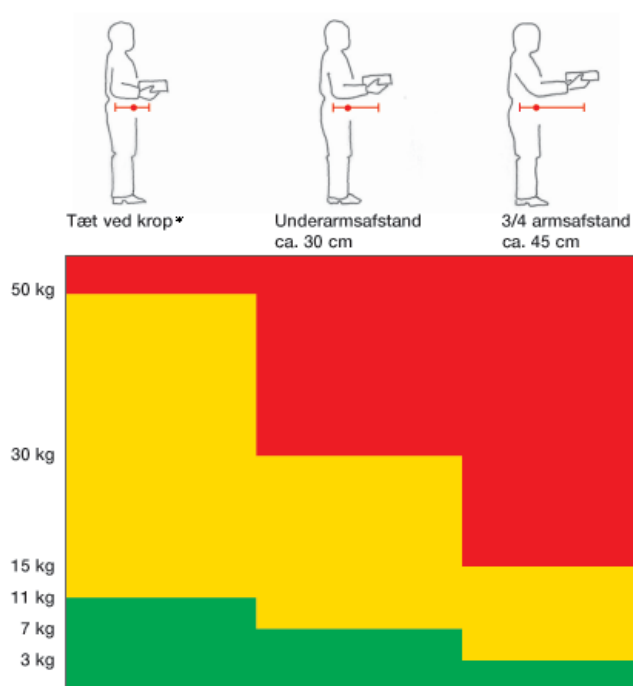 Tæt ved krop*
Underarmsafstand
ca. 30 cm
3/4 armsafstand
ca. 45 cm
50 kg
30 kg
15 kg
11 kg
7 kg
3 kg